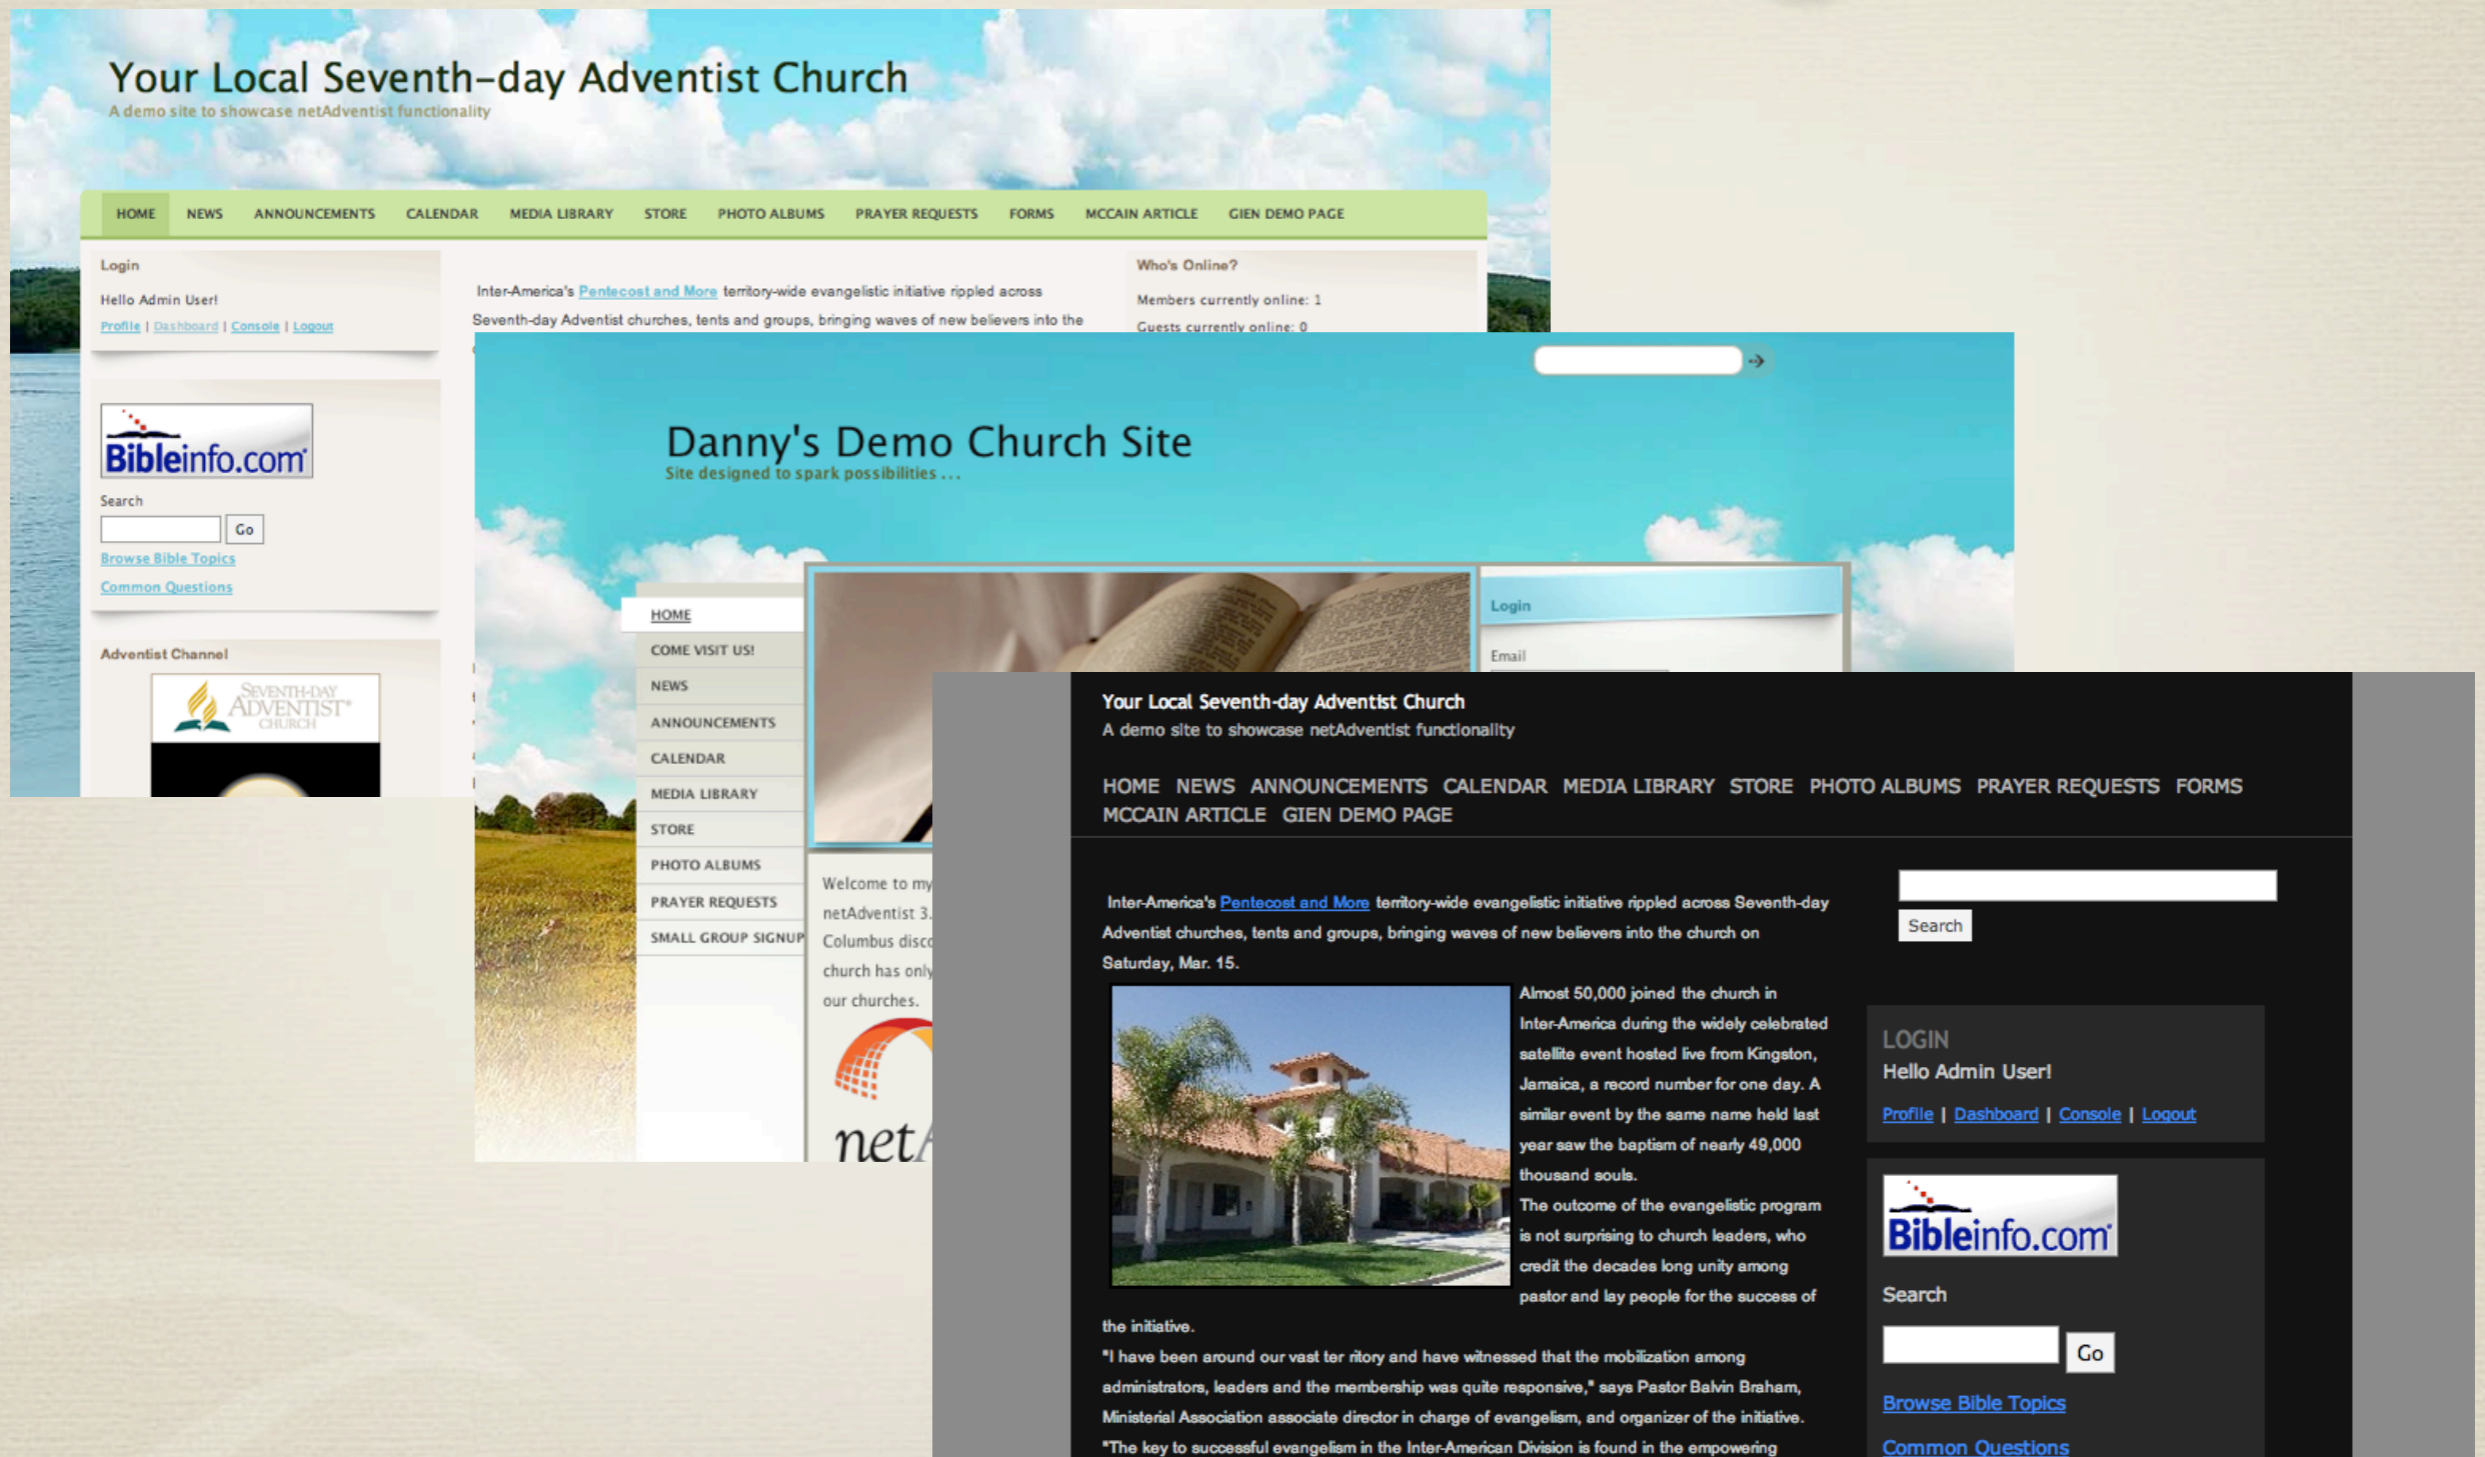 Your Local Seventh-day Adventist Church
A demo site to showcase netAdventist functionality
HOME NEWS ANNOUNCEMENTS CALENDAR MEDIA LIBRARY STORE PHOTO ALBUMS PRAYER REQUESTS FORMS MCCAIN ARTICLE GIEN DEMO PAGE
Login
Hello Admin User!
Profile | Dashboard | Console | Logout
Bibleinfo.com
Search
Go
Browse Bible Topics
Common Questions
Adventist Channel
SEVENTH-DAY
ADVENTIST
CHURCH
Inter-America's Pentecost and More territory-wide evangelistic initiative rippled across
Seventh-day Adventist churches, tents and groups, bringing waves of new believers into the
Who's Online?
Members currently online: 1
Guests currently online: 0
Danny's Demo Church Site
Site designed to spark possibilities ...
HOME
COME VISIT US!
NEWS
ANNOUNCEMENTS
CALENDAR
MEDIA LIBRARY
STORE
PHOTO ALBUMS
PRAYER REQUESTS
SMALL GROUP SIGNUP
Login
Email
Welcome to my
netAdventist 3.
Columbus disco
church has only
our churches.
net
Your Local Seventh-day Adventist Church
A demo site to showcase netAdventist functionality
HOME NEWS ANNOUNCEMENTS CALENDAR MEDIA LIBRARY STORE PHOTO ALBUMS PRAYER REQUESTS FORMS
MCCAIN ARTICLE GIEN DEMO PAGE
Inter-America's Pentecost and More territory-wide evangelistic initiative rippled across Seventh-day
Adventist churches, tents and groups, bringing waves of new believers into the church on
Saturday, Mar. 15.
Almost 50,000 joined the church in
Inter-America during the widely celebrated
satellite event hosted live from Kingston,
Jamaica, a record number for one day. A
similar event by the same name held last
year saw the baptism of nearly 49,000
thousand souls.
The outcome of the evangelistic program
is not surprising to church leaders, who
credit the decades long unity among
pastor and lay people for the success of
the initiative.
"I have been around our vast ter ritory and have witnessed that the mobilization among
administrators, leaders and the membership was quite responsive," says Pastor Balvin Braham,
Ministerial Association associate director in charge of evangelism, and organizer of the initiative.
"The key to successful evangelism in the Inter-American Division is found in the empowering
Search
LOGIN
Hello Admin User!
Profile | Dashboard | Console | Logout
Bibleinfo.com
Search
Go
Browse Bible Topics
Common Questions